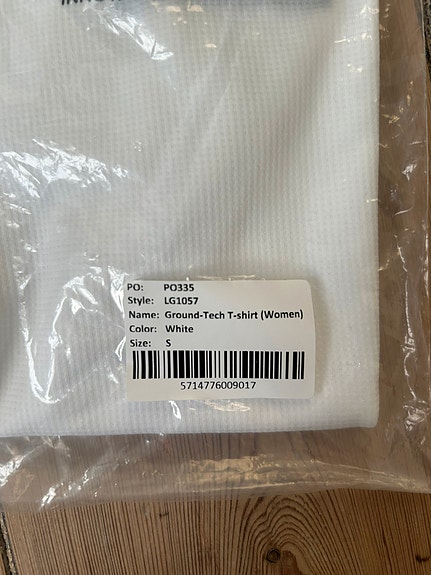 PO: PO335
Style: LG1057
Name: Ground-Tech T-shirt (Women)
Color: White
Size: S
5714776009017